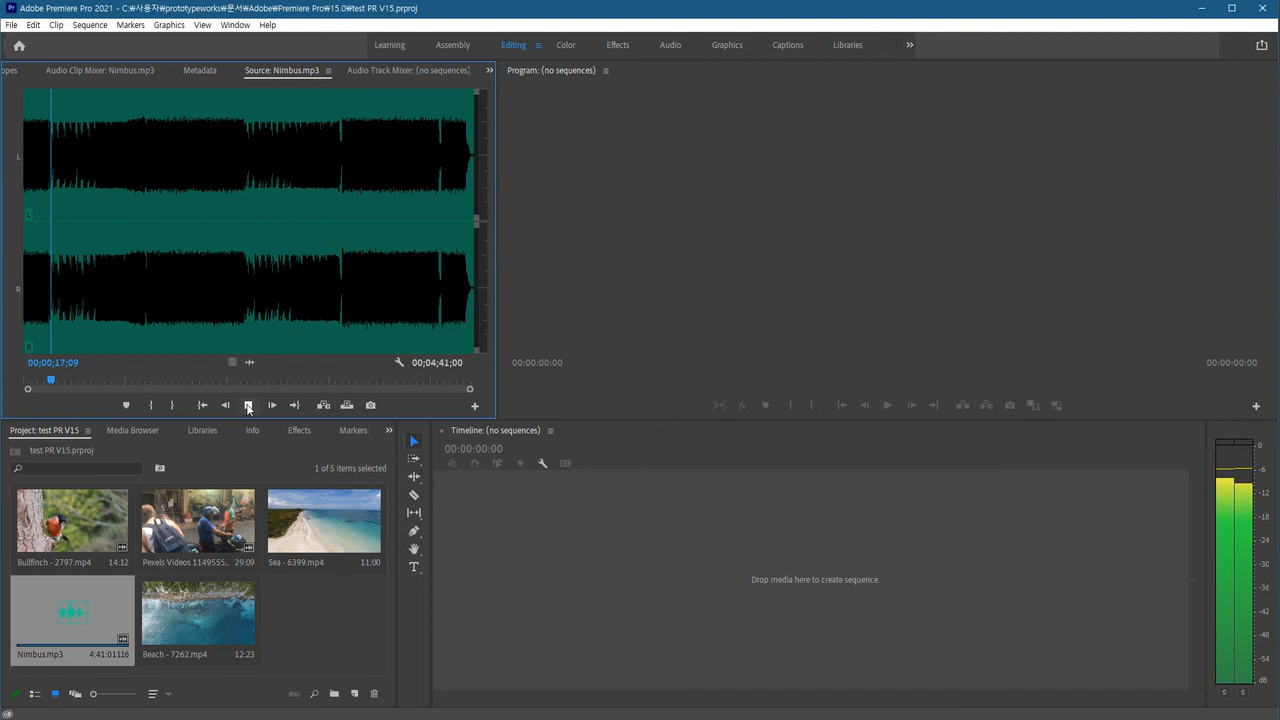 Pr Adobe Premiere Pro 2021 - C:₩사용자₩prototypeworks₩문서₩Adobe₩Premiere Pro₩15.0₩test PR V15.prproj
File Edit Clip Sequence Markers Graphics View Window Help
Learning Assembly Editing Color Effects Audio Graphics Captions Libraries
opes Audio Clip Mixer: Nimbus.mp3 Metadata Source: Nimbus.mp3 Audio Track Mixer: (no sequences) Program: (no sequences)
L
L
R
R
00;00;17;09 00;04;41;00 00:00:00:00 00:00:00:00
Project: test PR V15 Media Browser Libraries Info Effects Markers Timeline: (no sequences)
test PR V15.prproj 00:00:00:00
1 of 5 items selected
Bullfinch - 2797.mp4 14:12 Pexels Videos 1149555... 29:09 Sea - 6399.mp4 11:00
Drop media here to create sequence.
Nimbus.mp3 4:41:01116 Beach - 7262.mp4 12:23
0
-6
-12
-18
-24
-30
-36
-42
-48
-54
dB
S S